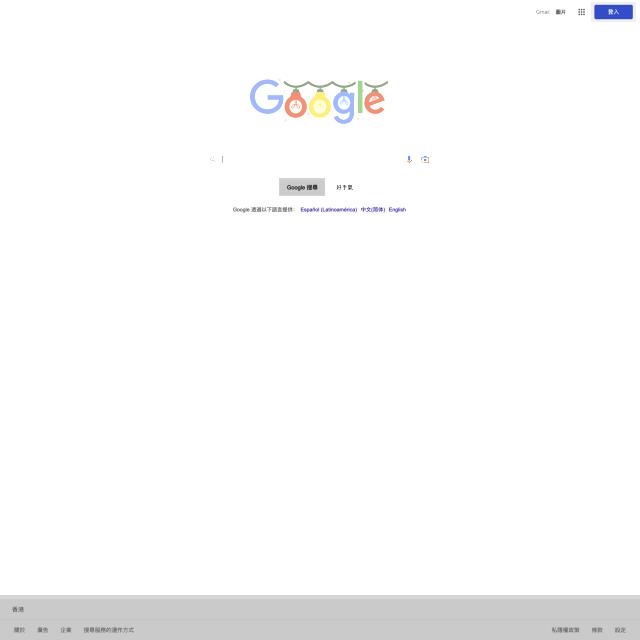 Gmail 圖片 登入
Google
Google 搜尋 好手氣
Google 透過以下語言提供： Español (Latinoamérica) 中文(简体) English
香港
關於 廣告 企業 搜尋服務的運作方式 私隱權政策 條款 設定